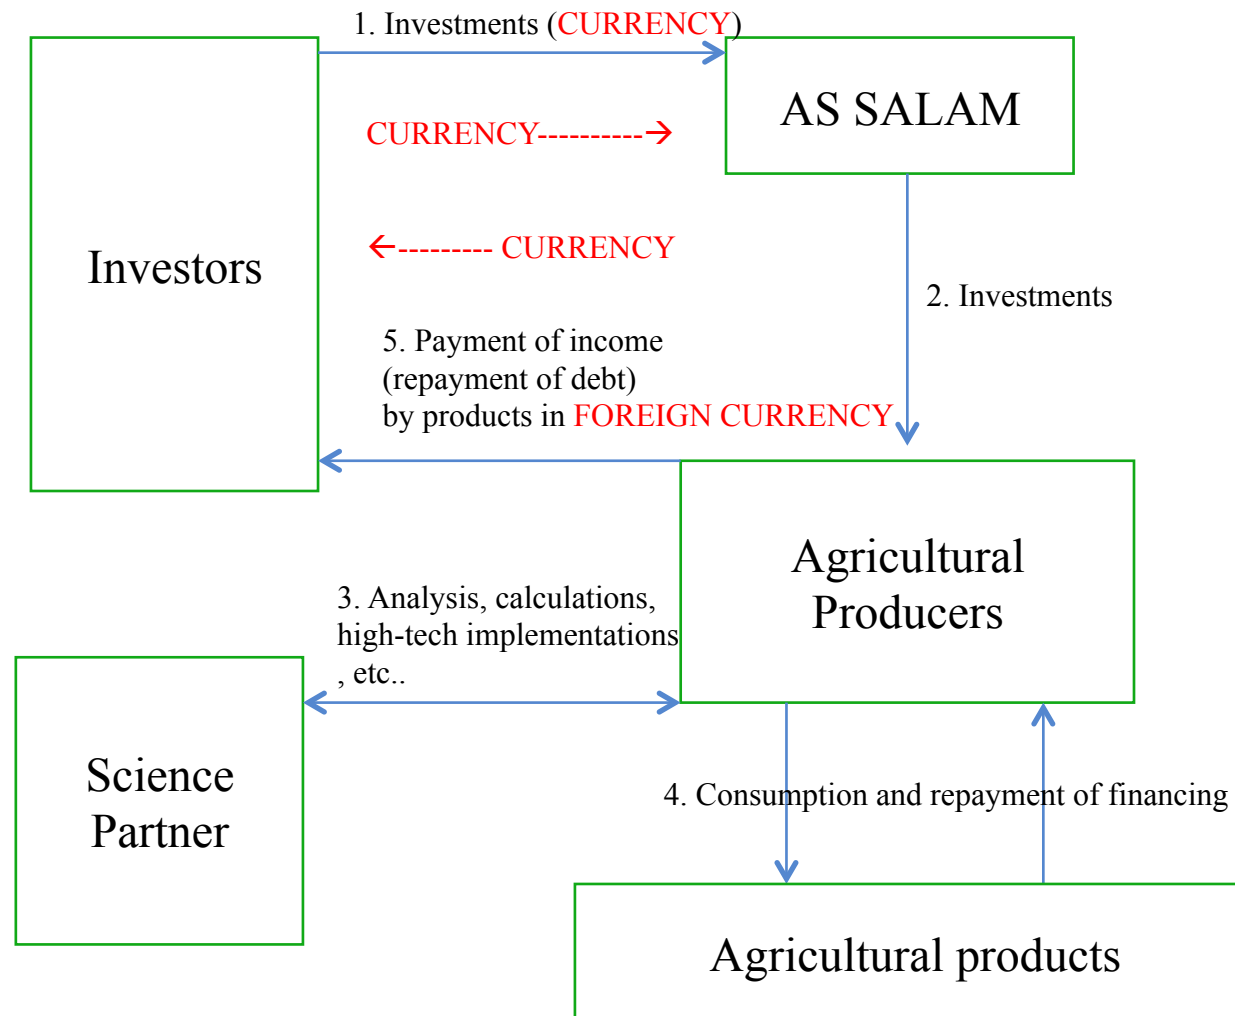 1. Investments (CURRENCY)
AS SALAM
CURRENCY----------→
←--------- CURRENCY
Investors
2. Investments
5. Payment of income
(repayment of debt)
by products in FOREIGN CURRENCY
Agricultural
Producers
3. Analysis, calculations,
high-tech implementations
, etc..
Science
Partner
4. Consumption and repayment of financing
Agricultural products